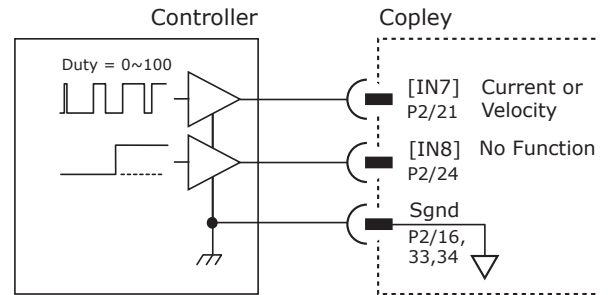 Controller
Copley
Duty = 0~100
[IN7] Current or
P2/21 Velocity
[IN8] No Function
P2/24
Sgnd
P2/16,
33,34